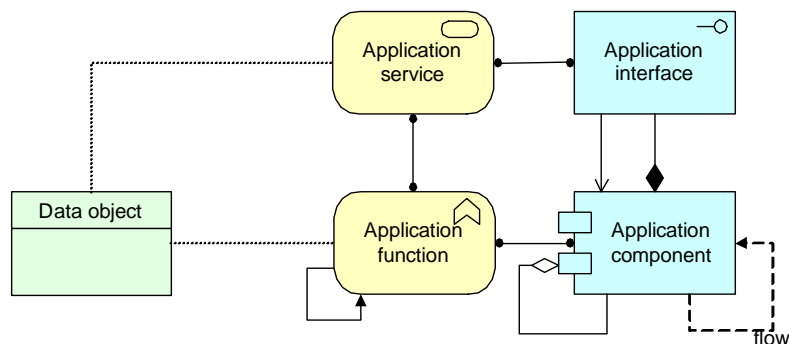 Application
service
Application
interface
Data object
Application
function
Application
component
flow